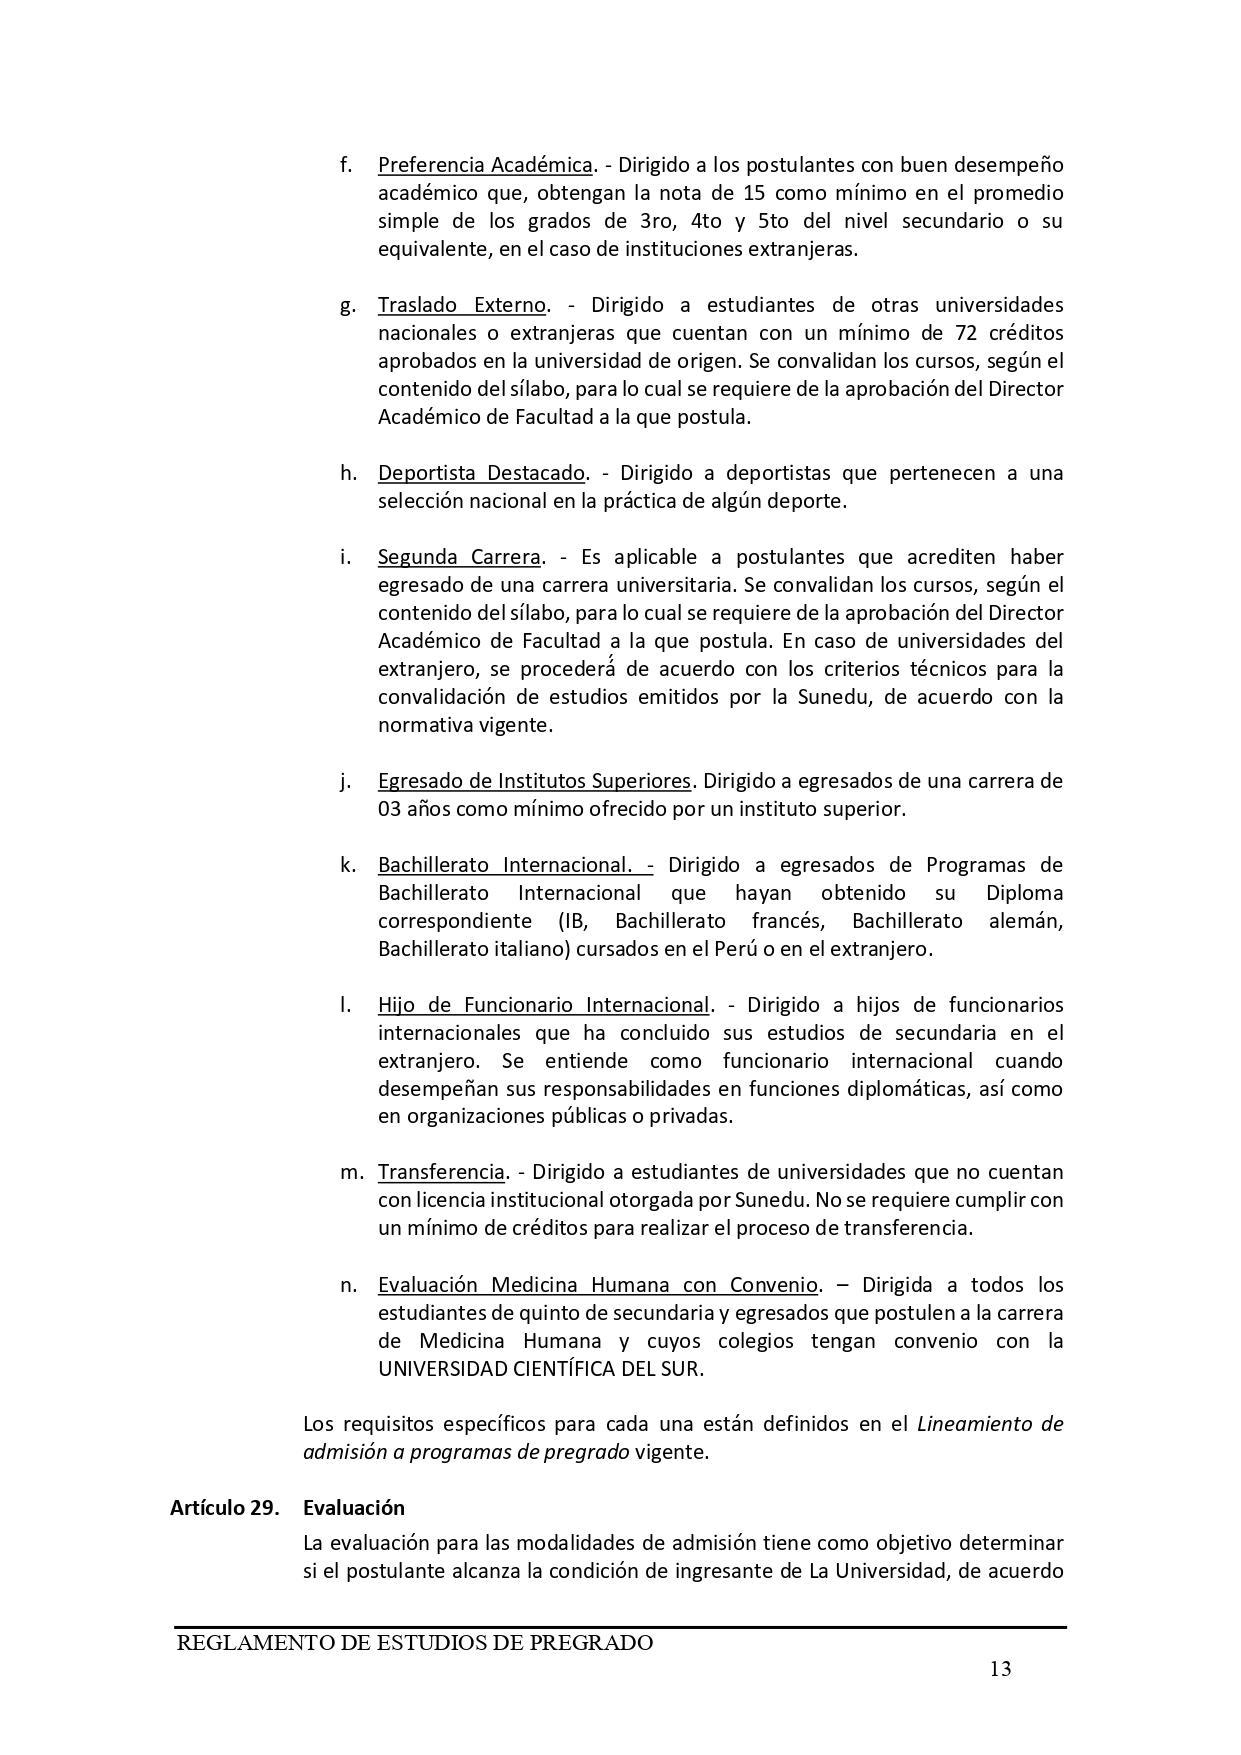 f. Preferencia Académica. - Dirigido a los postulantes con buen desempeño
académico que, obtengan la nota de 15 como mínimo en el promedio
simple de los grados de 3ro, 4to y 5to del nivel secundario o su
equivalente, en el caso de instituciones extranjeras.
g. Traslado Externo. - Dirigido a estudiantes de otras universidades
nacionales o extranjeras que cuentan con un mínimo de 72 créditos
aprobados en la universidad de origen. Se convalidan los cursos, según el
contenido del sílabo, para lo cual se requiere de la aprobación del Director
Académico de Facultad a la que postula.
h. Deportista Destacado. - Dirigido a deportistas que pertenecen a una
selección nacional en la práctica de algún deporte.
i. Segunda Carrera. - Es aplicable a postulantes que acrediten haber
egresado de una carrera universitaria. Se convalidan los cursos, según el
contenido del sílabo, para lo cual se requiere de la aprobación del Director
Académico de Facultad a la que postula. En caso de universidades del
extranjero, se procederá de acuerdo con los criterios técnicos para la
convalidación de estudios emitidos por la Sunedu, de acuerdo con la
normativa vigente.
j. Egresado de Institutos Superiores. Dirigido a egresados de una carrera de
03 años como mínimo ofrecido por un instituto superior.
k. Bachillerato Internacional. - Dirigido a egresados de Programas de
Bachillerato Internacional que hayan obtenido su Diploma
correspondiente (IB, Bachillerato francés, Bachillerato alemán,
Bachillerato italiano) cursados en el Perú o en el extranjero.
l. Hijo de Funcionario Internacional. - Dirigido a hijos de funcionarios
internacionales que ha concluido sus estudios de secundaria en el
extranjero. Se entiende como funcionario internacional cuando
desempeñan sus responsabilidades en funciones diplomáticas, así como
en organizaciones públicas o privadas.
m. Transferencia. - Dirigido a estudiantes de universidades que no cuentan
con licencia institucional otorgada por Sunedu. No se requiere cumplir con
un mínimo de créditos para realizar el proceso de transferencia.
n. Evaluación Medicina Humana con Convenio. – Dirigida a todos los
estudiantes de quinto de secundaria y egresados que postulen a la carrera
de Medicina Humana y cuyos colegios tengan convenio con la
UNIVERSIDAD CIENTÍFICA DEL SUR.
Los requisitos específicos para cada una están definidos en el Lineamiento de
admisión a programas de pregrado vigente.
Artículo 29. Evaluación
La evaluación para las modalidades de admisión tiene como objetivo determinar
si el postulante alcanza la condición de ingresante de La Universidad, de acuerdo
REGLAMENTO DE ESTUDIOS DE PREGRADO
13